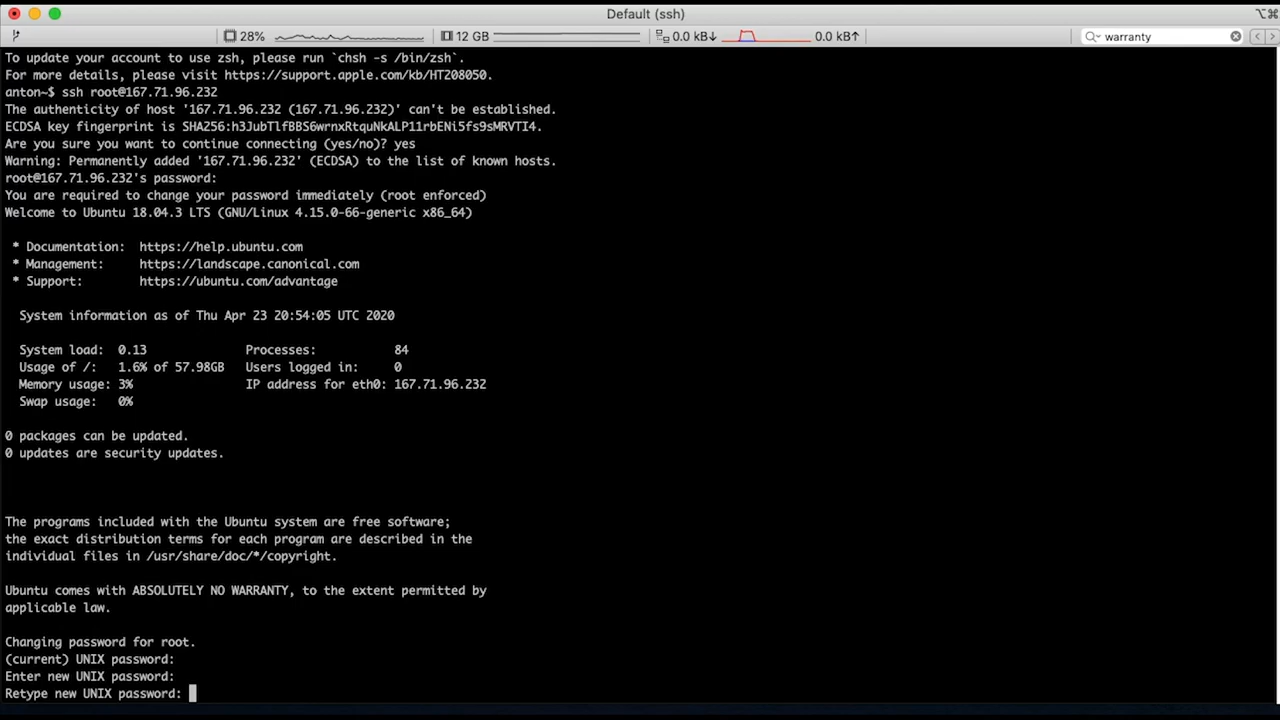 Default (ssh)
⌥⌘
28%
12 GB
0.0 kB↓
0.0 kB↑
warranty
To update your account to use zsh, please run `chsh -s /bin/zsh`.
For more details, please visit https://support.apple.com/kb/HT208050.
anton~$ ssh root@167.71.96.232
The authenticity of host '167.71.96.232 (167.71.96.232)' can't be established.
ECDSA key fingerprint is SHA256:h3JubTlfBBS6wrnxRtquNkALP11rbENi5fs9sMRVTI4.
Are you sure you want to continue connecting (yes/no)? yes
Warning: Permanently added '167.71.96.232' (ECDSA) to the list of known hosts.
root@167.71.96.232's password:
You are required to change your password immediately (root enforced)
Welcome to Ubuntu 18.04.3 LTS (GNU/Linux 4.15.0-66-generic x86_64)
* Documentation: https://help.ubuntu.com
* Management: https://landscape.canonical.com
* Support: https://ubuntu.com/advantage
System information as of Thu Apr 23 20:54:05 UTC 2020
System load: 0.13 Processes: 84
Usage of /: 1.6% of 57.98GB Users logged in: 0
Memory usage: 3% IP address for eth0: 167.71.96.232
Swap usage: 0%
0 packages can be updated.
0 updates are security updates.
The programs included with the Ubuntu system are free software;
the exact distribution terms for each program are described in the
individual files in /usr/share/doc/*/copyright.
Ubuntu comes with ABSOLUTELY NO WARRANTY, to the extent permitted by
applicable law.
Changing password for root.
(current) UNIX password:
Enter new UNIX password:
Retype new UNIX password: